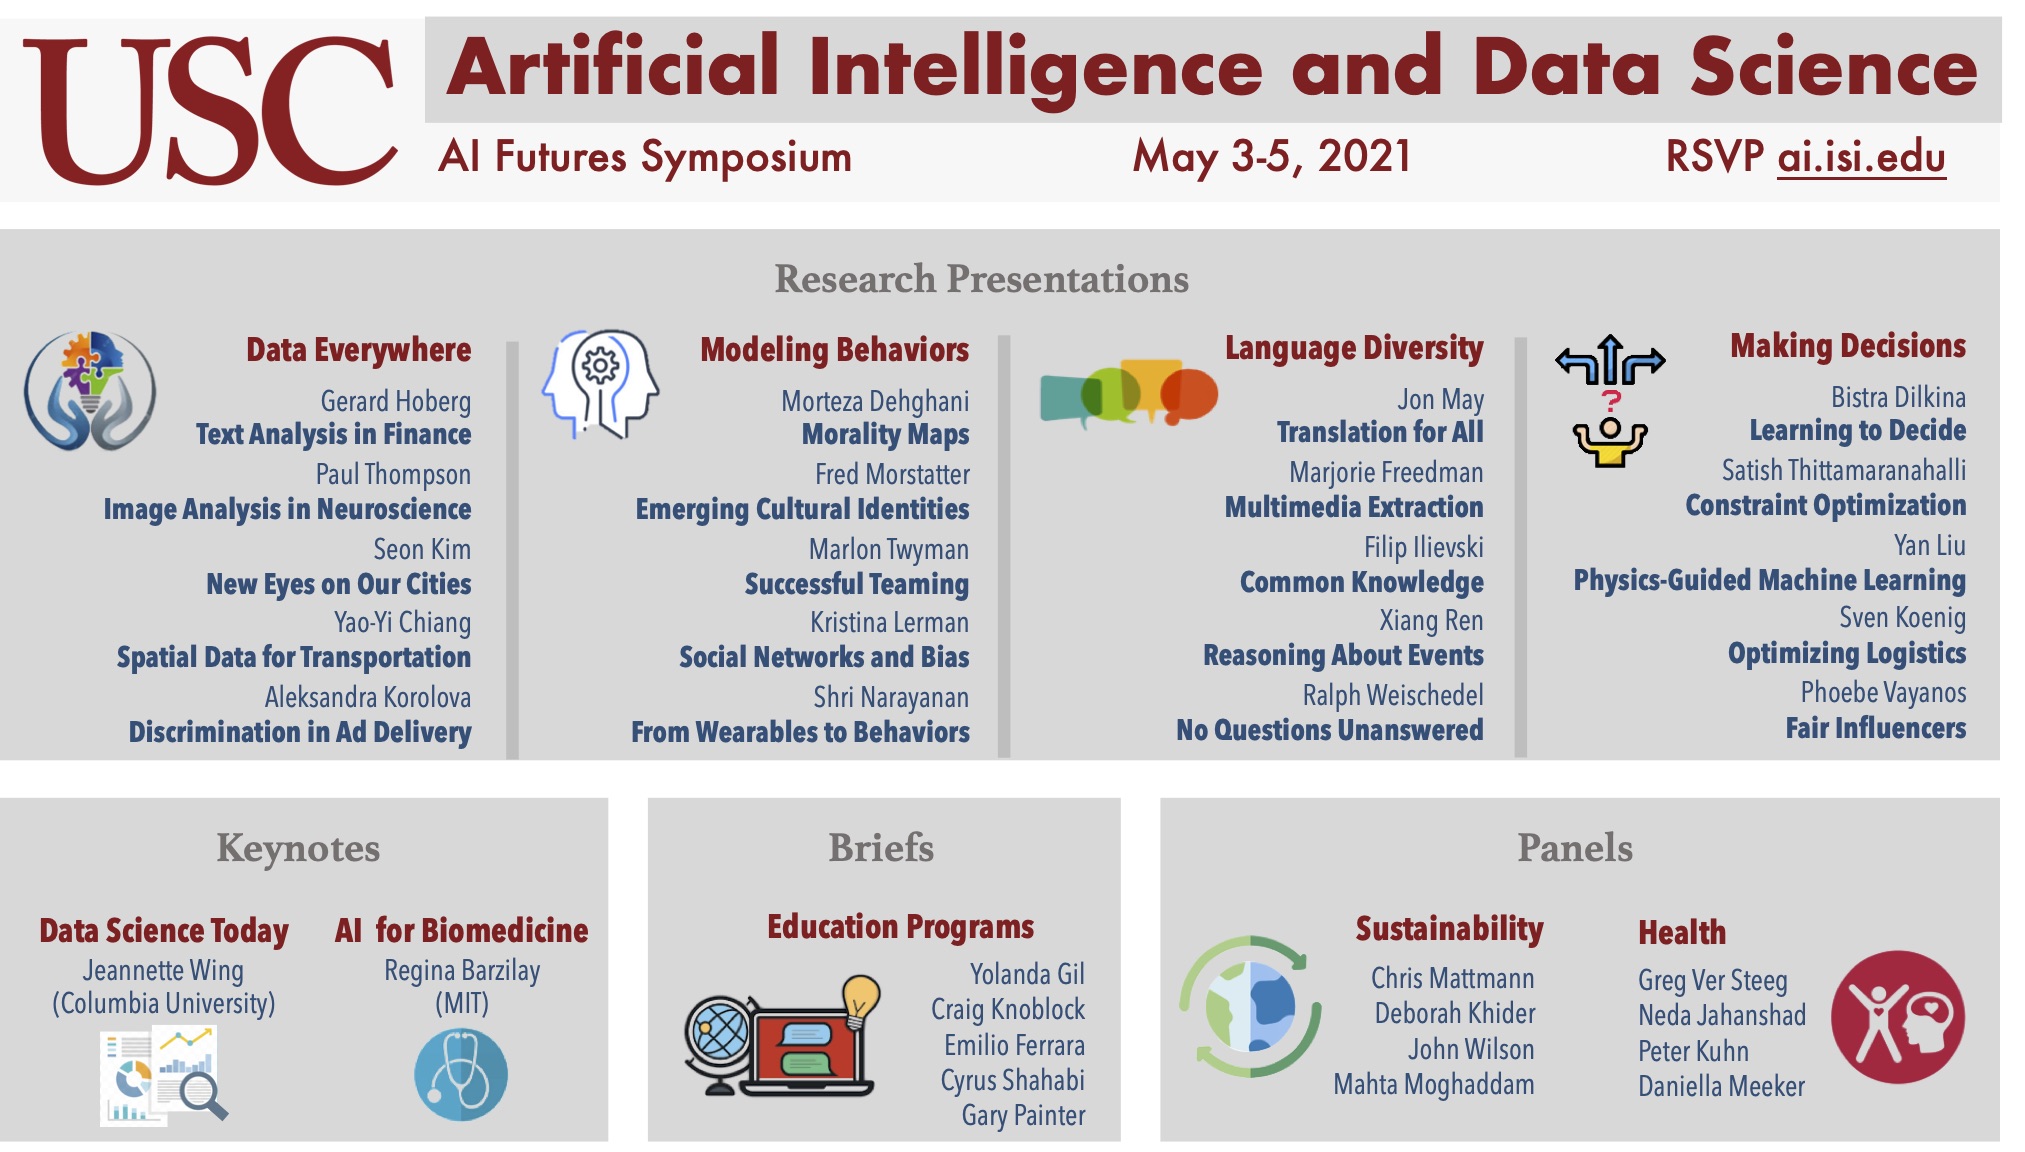 USC
Artificial Intelligence and Data Science
AI Futures Symposium
May 3-5, 2021
RSVP ai.isi.edu
Research Presentations
Data Everywhere
Gerard Hoberg
Text Analysis in Finance
Paul Thompson
Image Analysis in Neuroscience
Seon Kim
New Eyes on Our Cities
Yao-Yi Chiang
Spatial Data for Transportation
Aleksandra Korolova
Discrimination in Ad Delivery
Modeling Behaviors
Morteza Dehghani
Morality Maps
Fred Morstatter
Emerging Cultural Identities
Marlon Twyman
Successful Teaming
Kristina Lerman
Social Networks and Bias
Shri Narayanan
From Wearables to Behaviors
Language Diversity
Jon May
Translation for All
Marjorie Freedman
Multimedia Extraction
Filip Ilievski
Common Knowledge
Xiang Ren
Reasoning About Events
Ralph Weischedel
No Questions Unanswered
?
Making Decisions
Bistra Dilkina
Learning to Decide
Satish Thittamaranahalli
Constraint Optimization
Yan Liu
Physics-Guided Machine Learning
Sven Koenig
Optimizing Logistics
Phoebe Vayanos
Fair Influencers
Keynotes
Data Science Today
Jeannette Wing
(Columbia University)
AI for Biomedicine
Regina Barzilay
(MIT)
Briefs
Education Programs
Yolanda Gil
Craig Knoblock
Emilio Ferrara
Cyrus Shahabi
Gary Painter
Panels
Sustainability
Chris Mattmann
Deborah Khider
John Wilson
Mahta Moghaddam
Health
Greg Ver Steeg
Neda Jahanshad
Peter Kuhn
Daniella Meeker